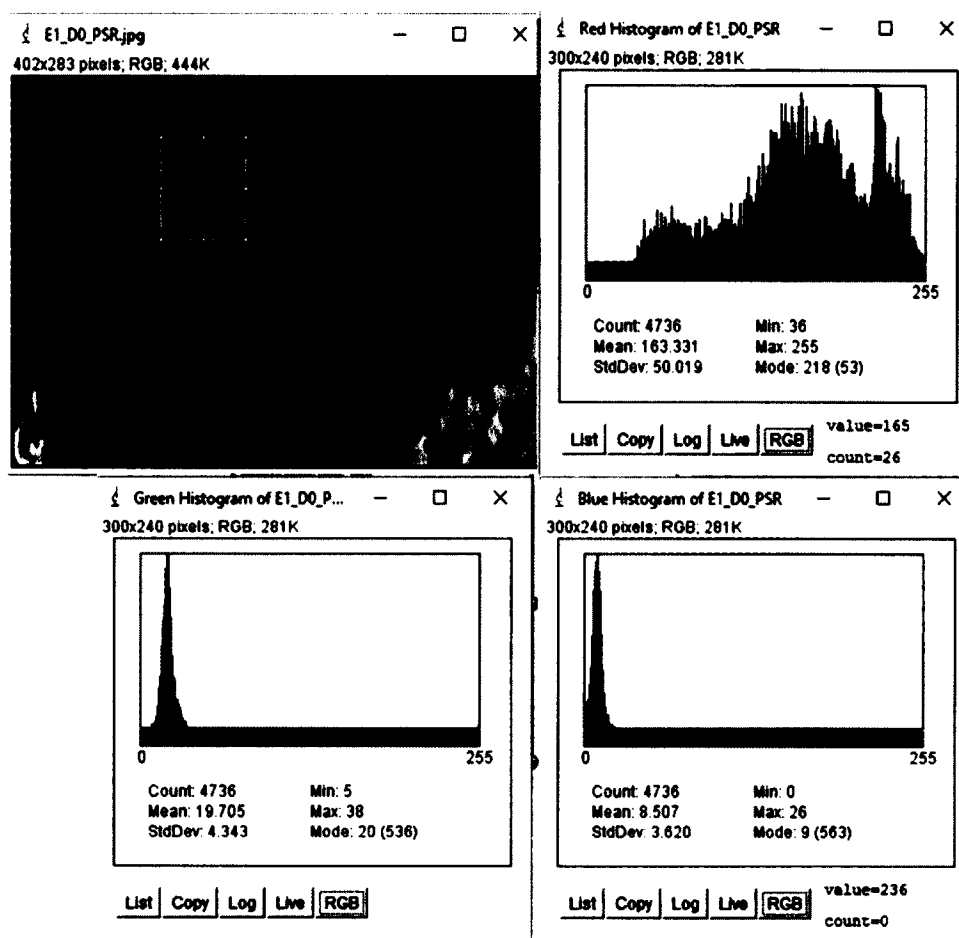 E1_D0_PSR.jpg
402x283 pixels; RGB; 444K
Red Histogram of E1_D0_PSR
300x240 pixels; RGB; 281K
0 255
Count: 4736 Min: 36
Mean: 163.331 Max: 255
StdDev: 50.019 Mode: 218 (53)
List Copy Log Live RGB value=165
count=26
Green Histogram of E1_D0_P...
300x240 pixels; RGB; 281K
0 255
Count: 4736 Min: 5
Mean: 19.705 Max: 38
StdDev: 4.343 Mode: 20 (536)
List Copy Log Live RGB
Blue Histogram of E1_D0_PSR
300x240 pixels; RGB; 281K
0 255
Count: 4736 Min: 0
Mean: 8.507 Max: 26
StdDev: 3.620 Mode: 9 (563)
List Copy Log Live RGB value=236
count=0